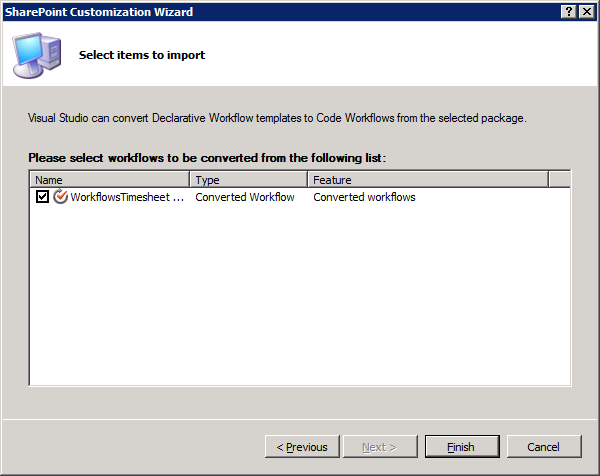 SharePoint Customization Wizard
Select items to import
Visual Studio can convert Declarative Workflow templates to Code Workflows from the selected package.
Please select workflows to be converted from the following list:
Name Type Feature
WorkflowsTimesheet ... Converted Workflow Converted workflows
< Previous Next > Finish Cancel